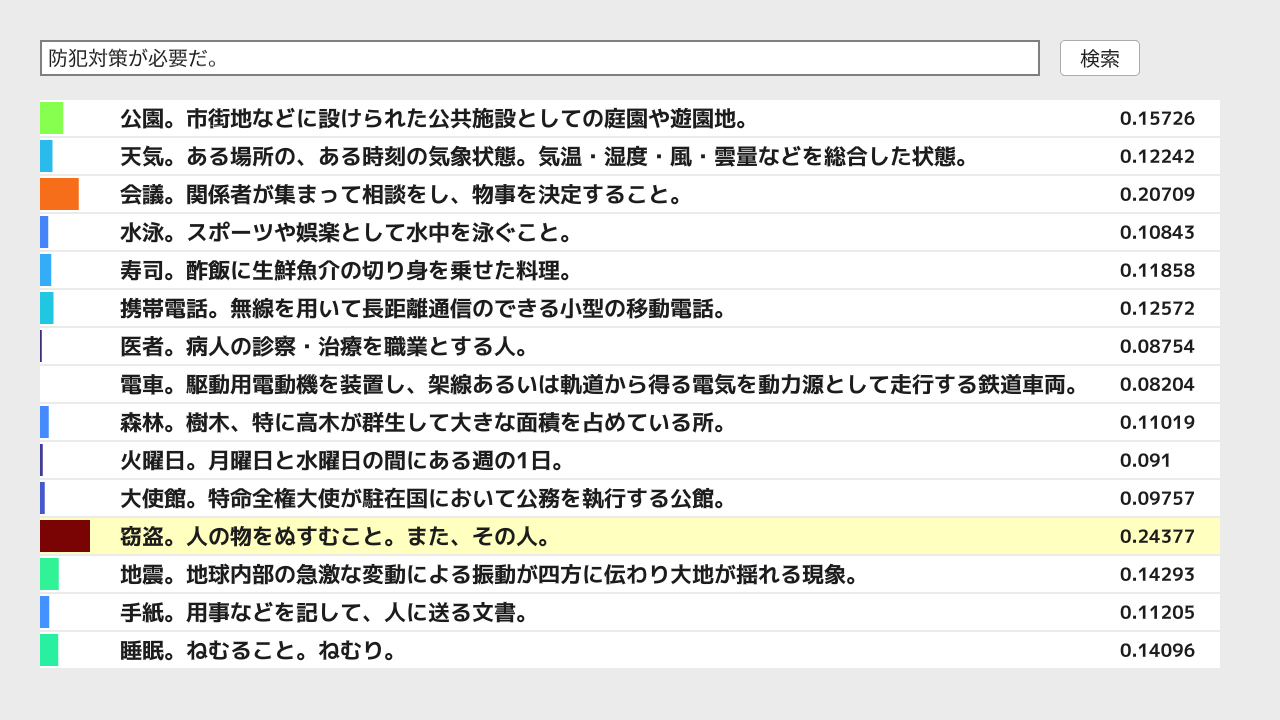 防犯対策が必要だ。 検索
公園。市街地などに設けられた公共施設としての庭園や遊園地。 0.15726
天気。ある場所の、ある時刻の気象状態。気温・湿度・風・雲量などを総合した状態。 0.12242
会議。関係者が集まって相談をし、物事を決定すること。 0.20709
水泳。スポーツや娯楽として水中を泳ぐこと。 0.10843
寿司。酢飯に生鮮魚介の切り身を乗せた料理。 0.11858
携帯電話。無線を用いて長距離通信のできる小型の移動電話。 0.12572
医者。病人の診察・治療を職業とする人。 0.08754
電車。駆動用電動機を装置し、架線あるいは軌道から得る電気を動力源として走行する鉄道車両。 0.08204
森林。樹木、特に高木が群生して大きな面積を占めている所。 0.11019
火曜日。月曜日と水曜日の間にある週の1日。 0.091
大使館。特命全権大使が駐在国において公務を執行する公館。 0.09757
窃盗。人の物をぬすむこと。また、その人。 0.24377
地震。地球内部の急激な変動による振動が四方に伝わり大地が揺れる現象。 0.14293
手紙。用事などを記して、人に送る文書。 0.11205
睡眠。ねむること。ねむり。 0.14096